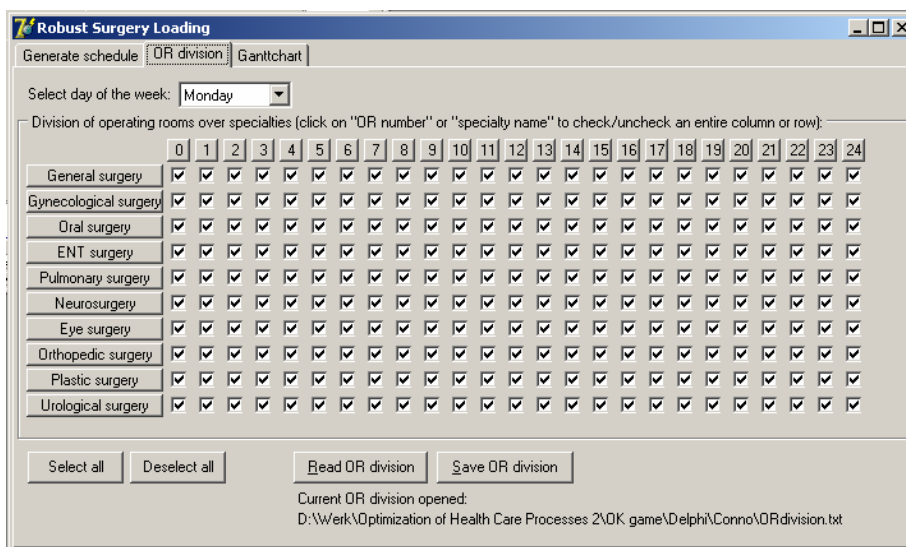 Robust Surgery Loading
Generate schedule OR division Ganttchart
Select day of the week: Monday
Division of operating rooms over specialties (click on "OR number" or "specialty name" to check/uncheck an entire column or row):
0 1 2 3 4 5 6 7 8 9 10 11 12 13 14 15 16 17 18 19 20 21 22 23 24
General surgery
Gynecological surgery
Oral surgery
ENT surgery
Pulmonary surgery
Neurosurgery
Eye surgery
Orthopedic surgery
Plastic surgery
Urological surgery
Select all Deselect all Read OR division Save OR division
Current OR division opened:
D:\Werk\Optimization of Health Care Processes 2\OK game\Delphi\Conno\ORdivision.txt